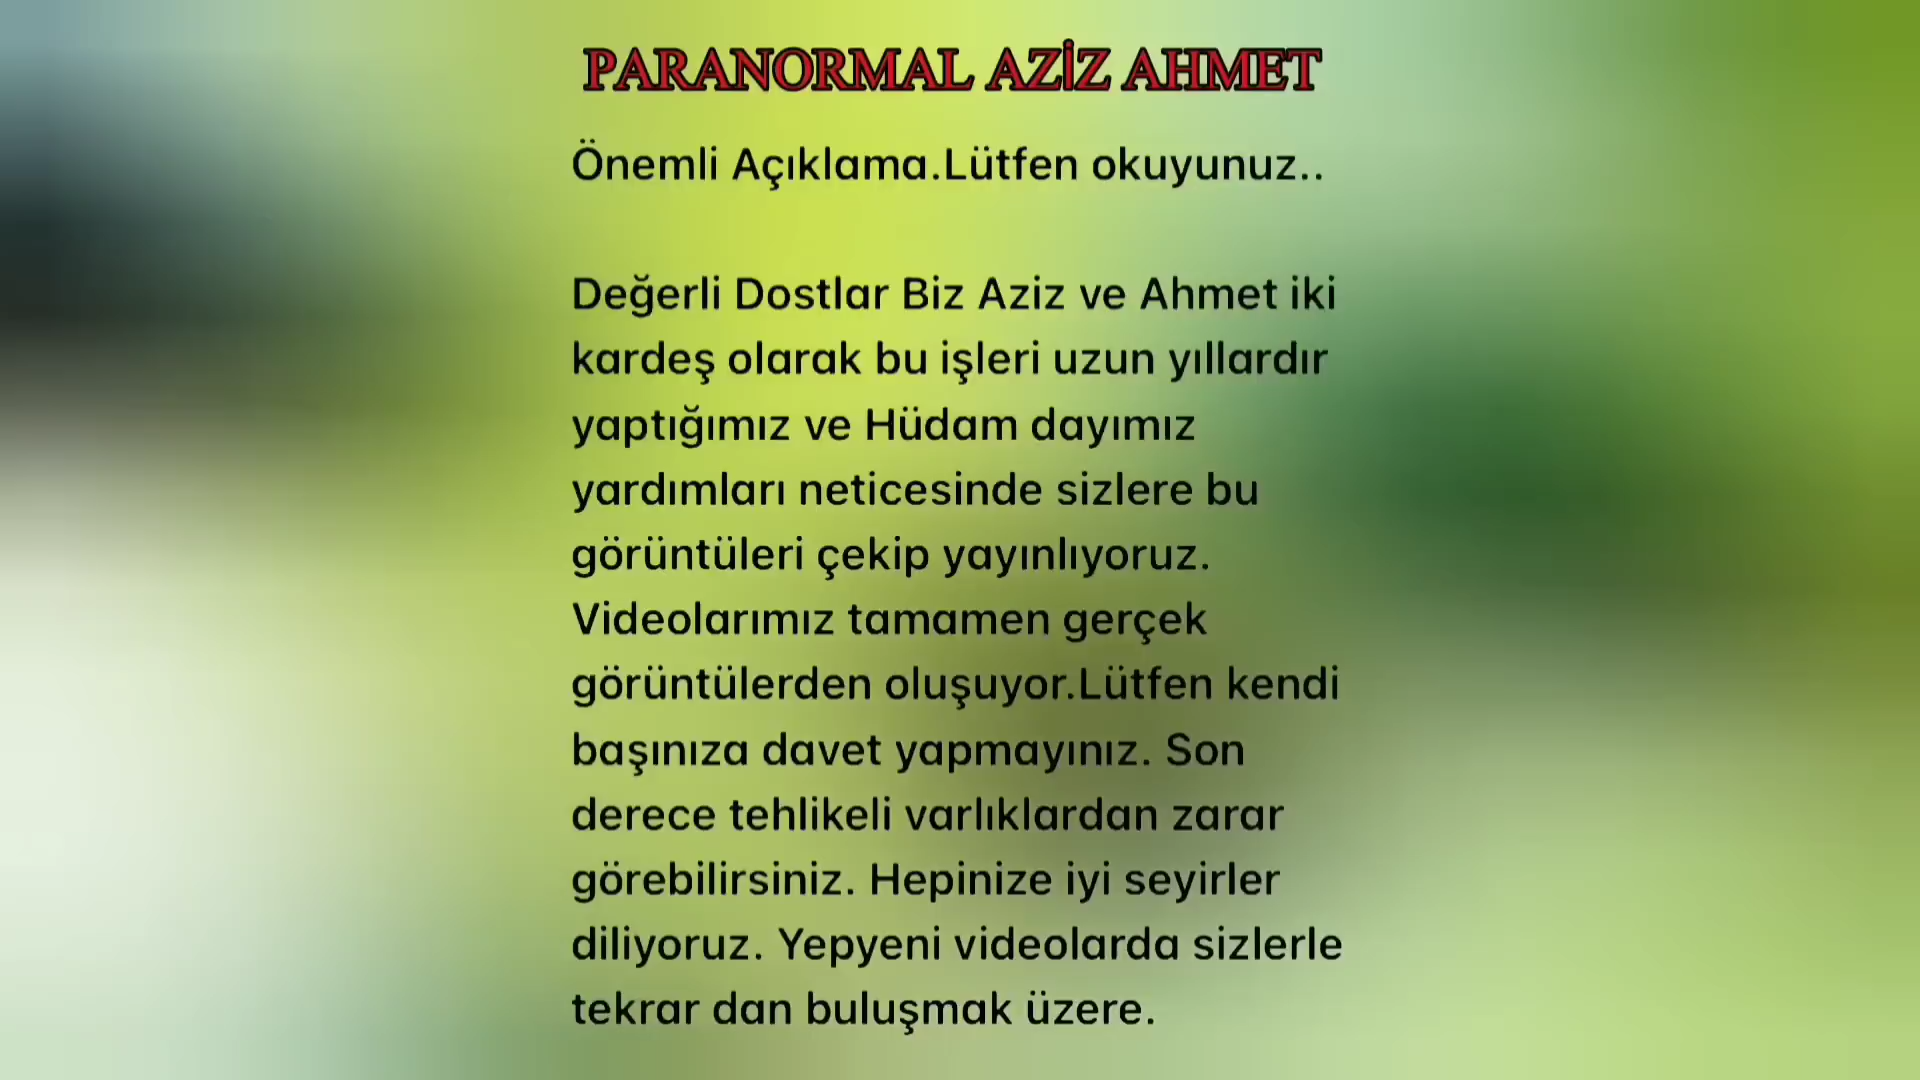 PARANORMAL AZİZ AHMET
Önemli Açıklama.Lütfen okuyunuz..
Değerli Dostlar Biz Aziz ve Ahmet iki
kardeş olarak bu işleri uzun yıllardır
yaptığımız ve Hüdam dayımız
yardımları neticesinde sizlere bu
görüntüleri çekip yayınlıyoruz.
Videolarımız tamamen gerçek
görüntülerden oluşuyor.Lütfen kendi
başınıza davet yapmayınız. Son
derece tehlikeli varlıklardan zarar
görebilirsiniz. Hepinize iyi seyirler
diliyoruz. Yepyeni videolarda sizlerle
tekrar dan buluşmak üzere.